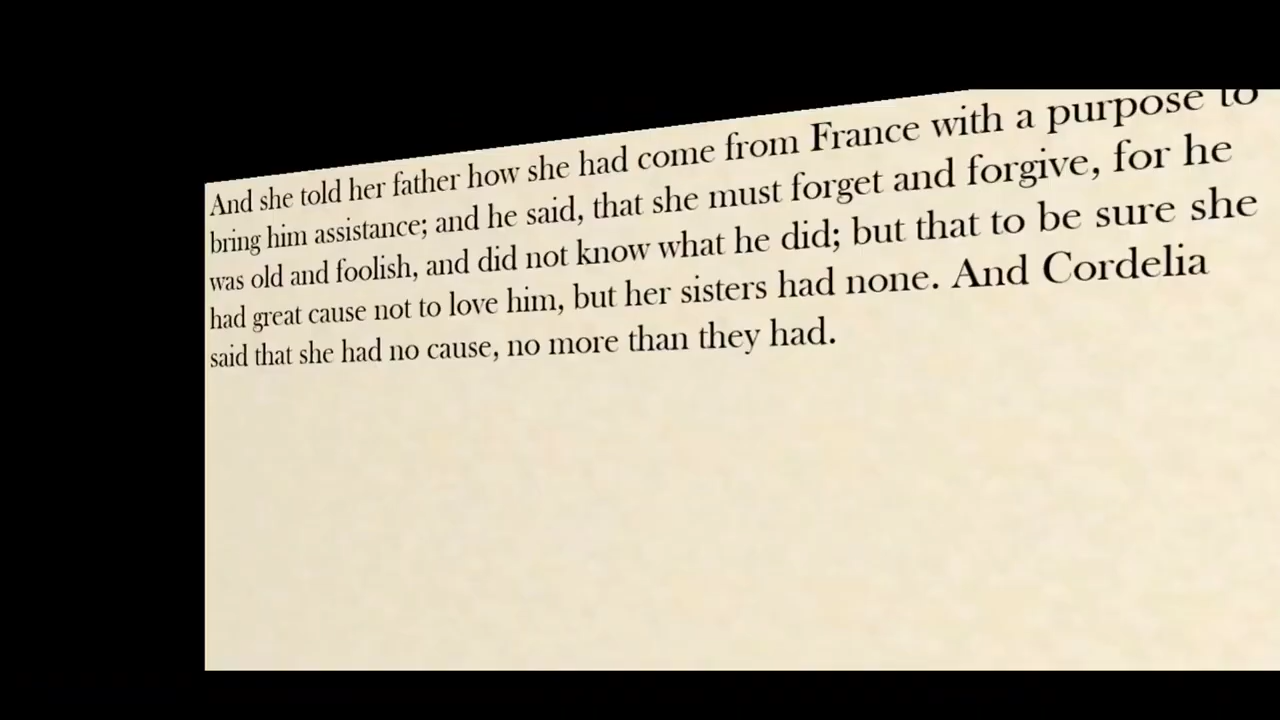 And she told her father how she had come from France with a purpose to
bring him assistance; and he said, that she must forget and forgive, for he
was old and foolish, and did not know what he did; but that to be sure she
had great cause not to love him, but her sisters had none. And Cordelia
said that she had no cause, no more than they had.